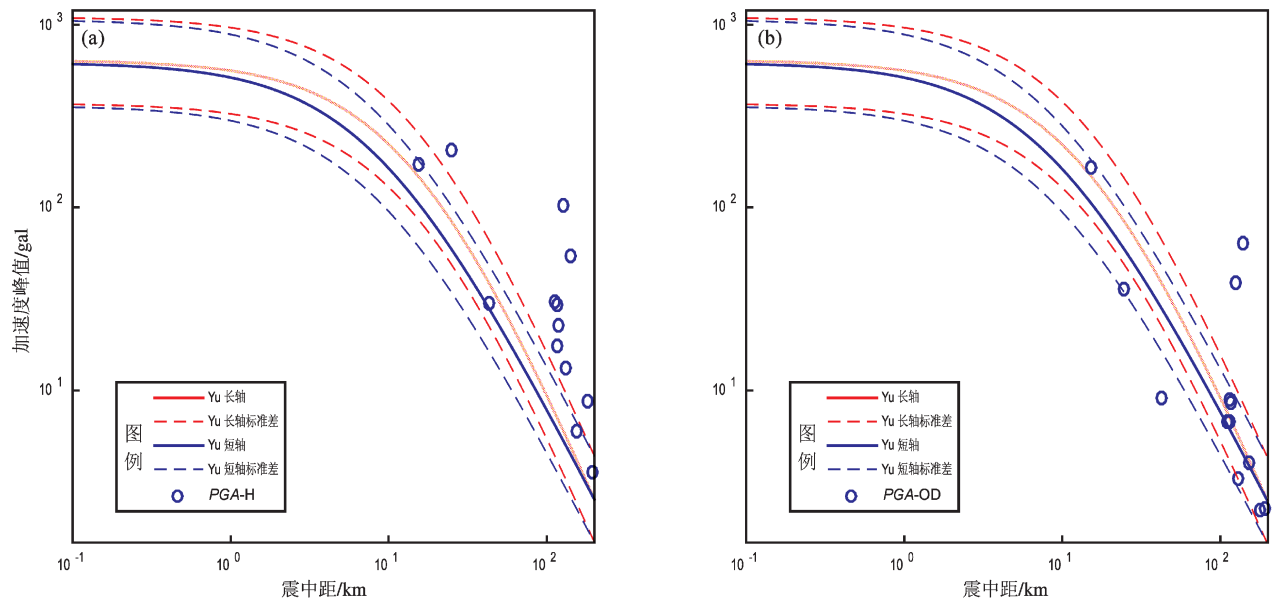 (a)
加速度峰值/gal
10³
10²
10¹
图例
Yu 长轴
Yu 长轴标准差
Yu 短轴
Yu 短轴标准差
PGA-H
10⁻¹
10⁰
10¹
10²
震中距/km
(b)
10³
10²
10¹
图例
Yu 长轴
Yu 长轴标准差
Yu 短轴
Yu 短轴标准差
PGA-OD
10⁻¹
10⁰
10¹
10²
震中距/km